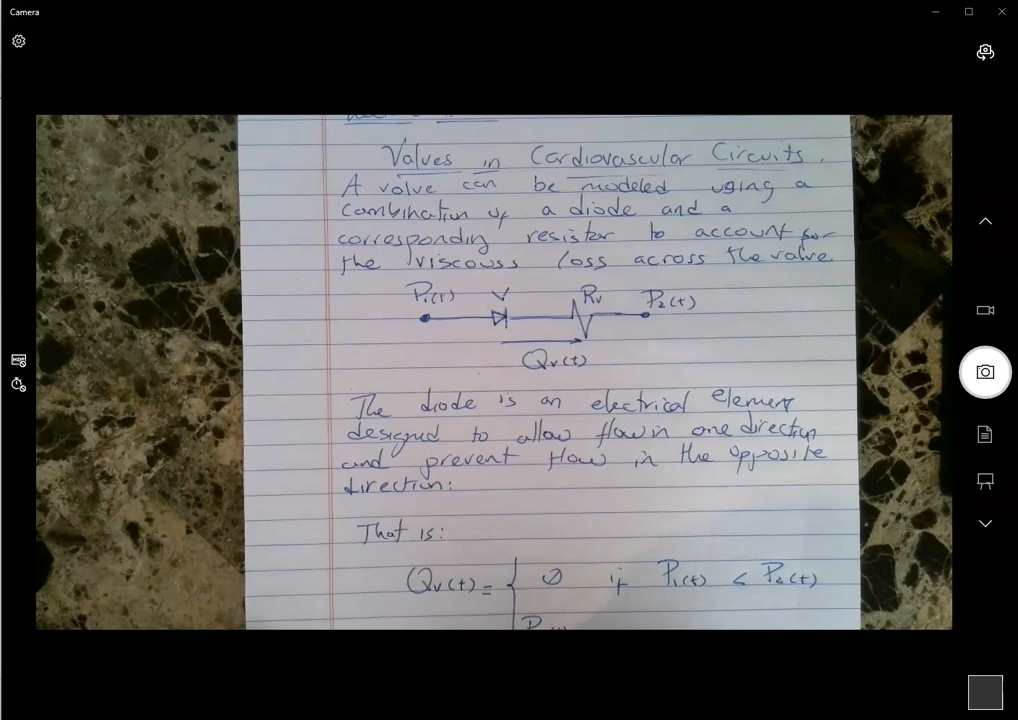 Camera
Valves in Cardiovascular Circuits.
A valve can be modeled using a
combination of a diode and a
corresponding resistor to account for
the viscouss loss across the valve
P₁(t) V Rv P₂(t)
Qv(t)
The diode is an electrical element
designed to allow flow in one direction
and prevent flow in the opposite
direction:
That is:
Qv(t) = { 0 if P₁(t) < P₂(t)